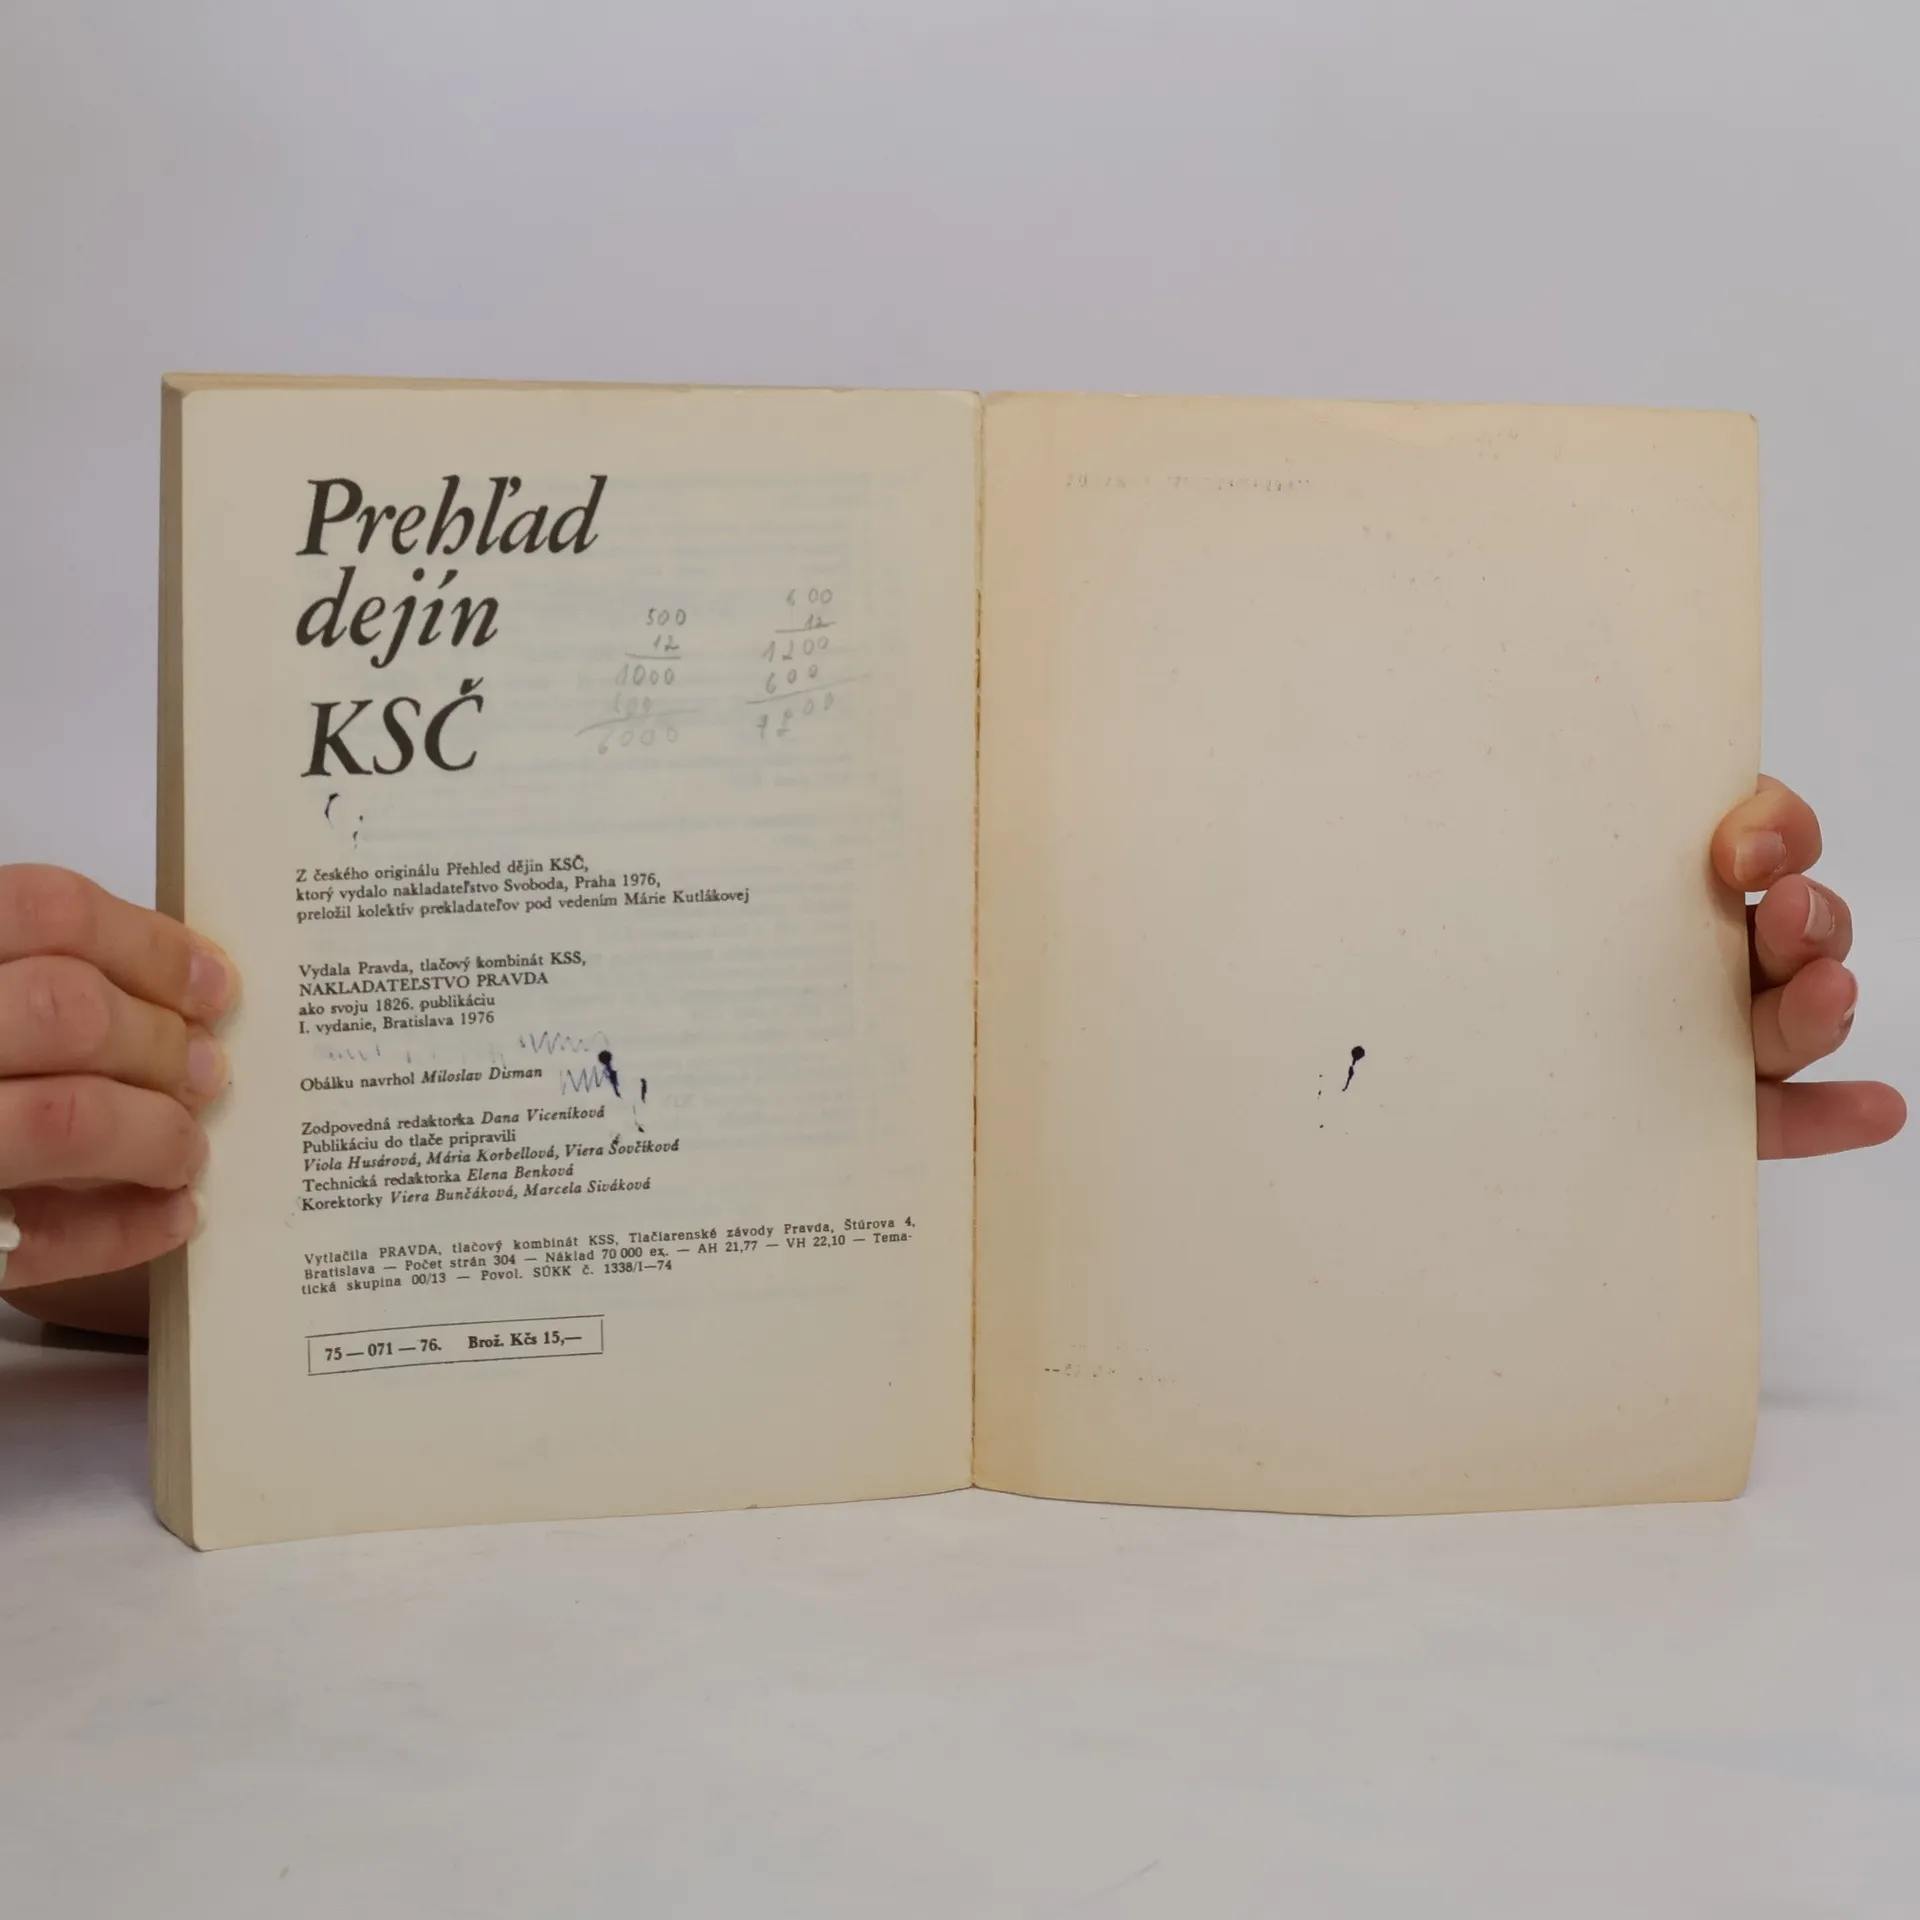 Prehľad
dejín
KSČ
500
12
1000
6000
600
12
1200
600
7200
Z českého originálu Přehled dějin KSČ,
ktorý vydalo nakladateľstvo Svoboda, Praha 1976,
preložil kolektív prekladateľov pod vedením Márie Kutlákovej
Vydala Pravda, tlačový kombinát KSS,
NAKLADATEĽSTVO PRAVDA
ako svoju 1826. publikáciu
I. vydanie, Bratislava 1976
Obálku navrhol Miloslav Disman
Zodpovedná redaktorka Dana Viceníková
Publikáciu do tlače pripravili
Viola Husárová, Mária Korbellová, Viera Šovčíková
Technická redaktorka Elena Benková
Korektorky Viera Bunčáková, Marcela Siváková
Vytlačila PRAVDA, tlačový kombinát KSS, Tlačiarenské závody Pravda, Štúrova 4,
Bratislava — Počet strán 304 — Náklad 70 000 ex. — AH 21,77 — VH 22,10 — Tema-
tická skupina 00/13 — Povol. SÚKK č. 1338/I—74
75 — 071 — 76. Brož. Kčs 15,—